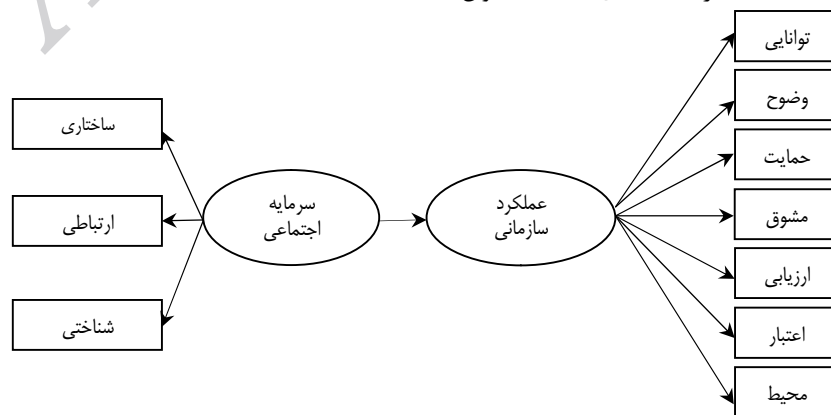 توانایی
وضوح
حمایت
مشوق
ارزیابی
اعتبار
محیط
عملکرد
سازمانی
سرمایه
اجتماعی
ساختاری
ارتباطی
شناختی